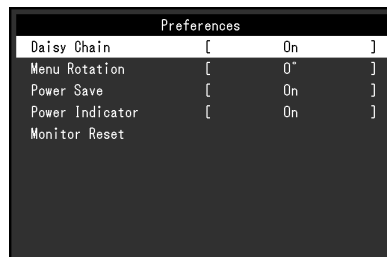 Preferences
Daisy Chain [ On ]
Menu Rotation [ 0° ]
Power Save [ On ]
Power Indicator [ On ]
Monitor Reset